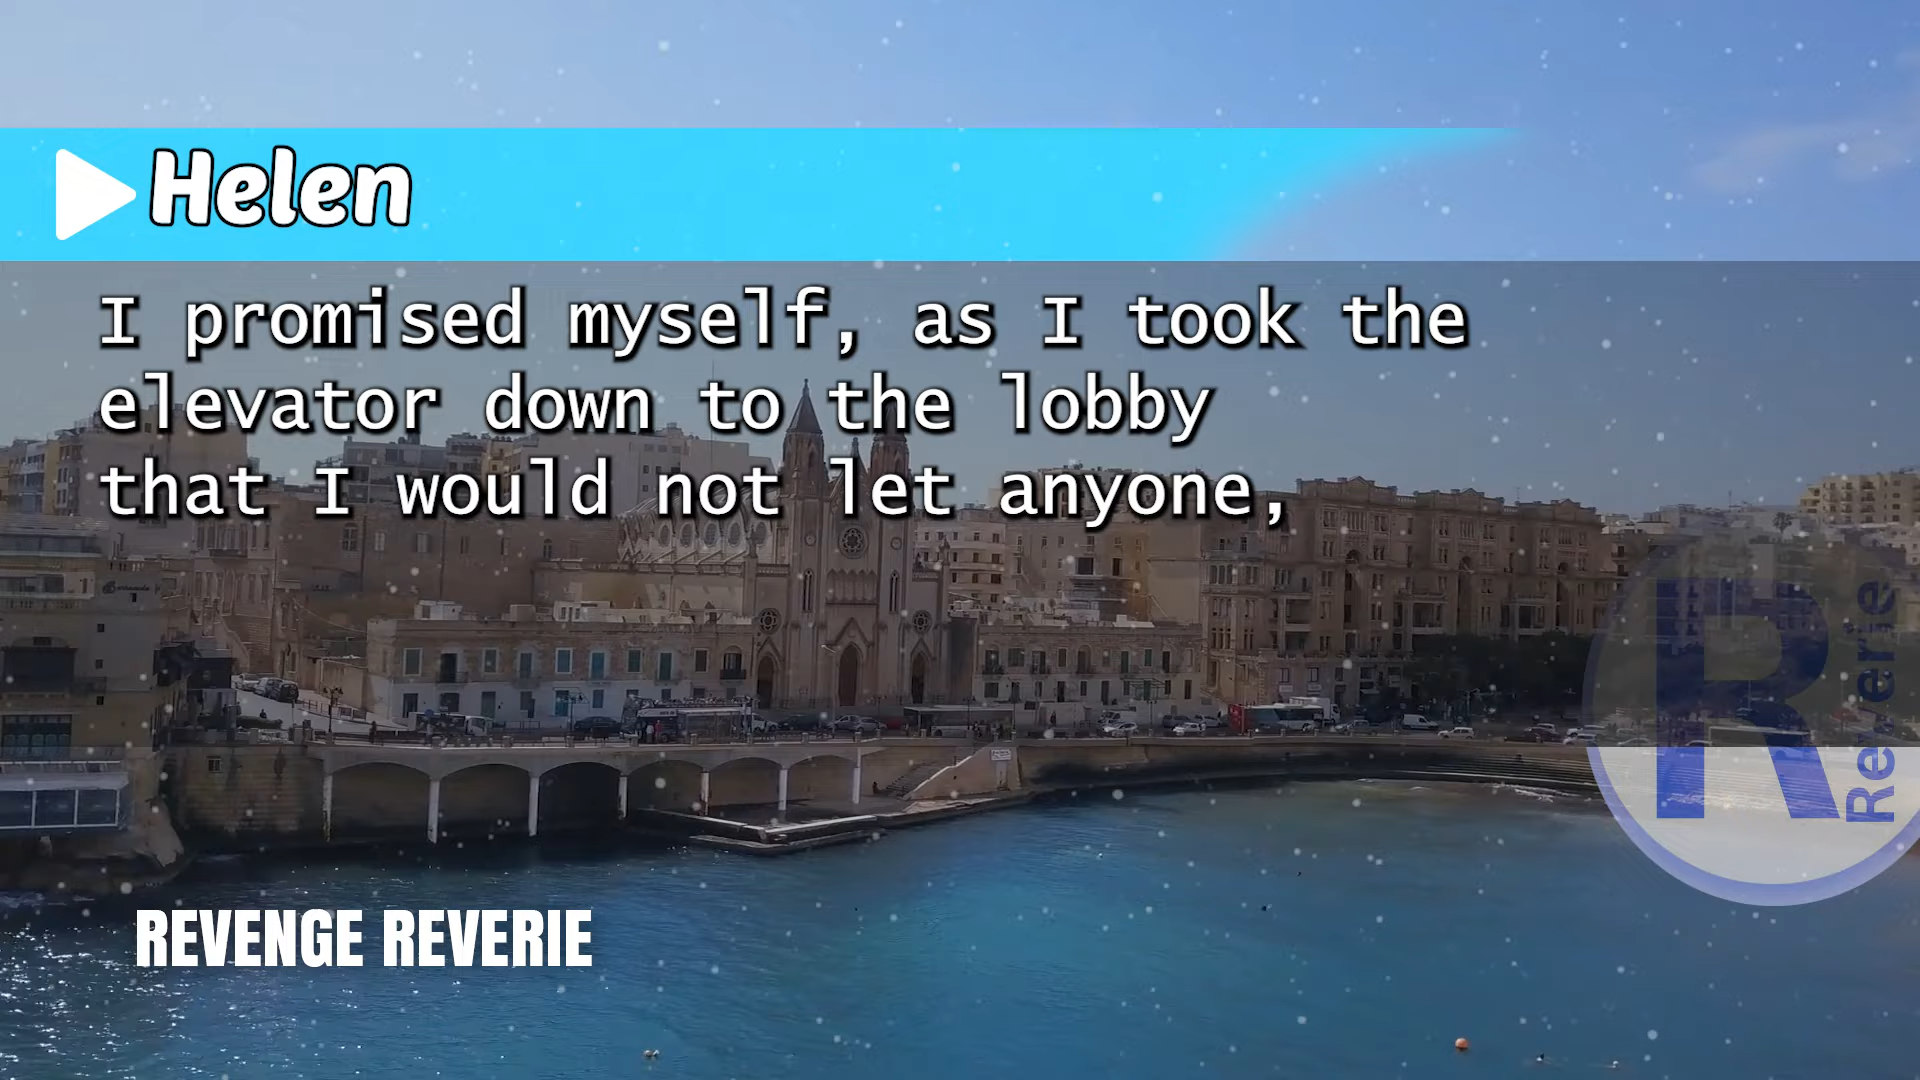 Helen
I promised myself, as I took the
elevator down to the lobby
that I would not let anyone,
R
Reverie
REVENGE REVERIE